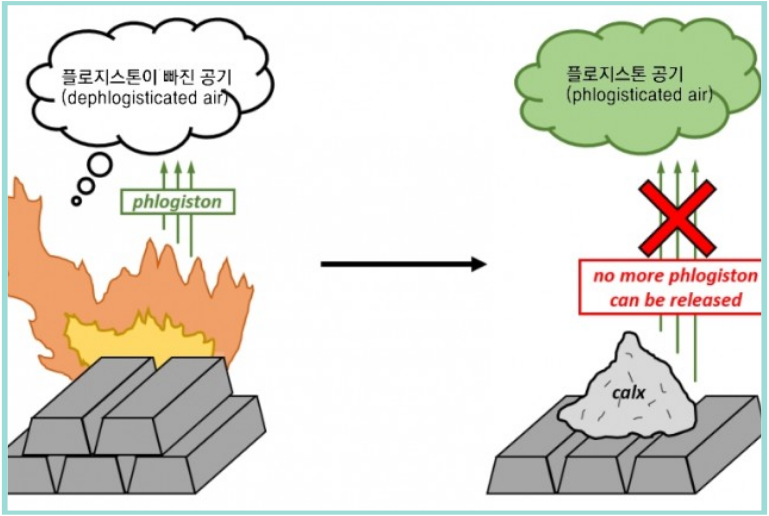 플로지스톤이 빠진 공기
(dephlogisticated air)
phlogiston
플로지스톤 공기
(phlogisticated air)
no more phlogiston
can be released
calx